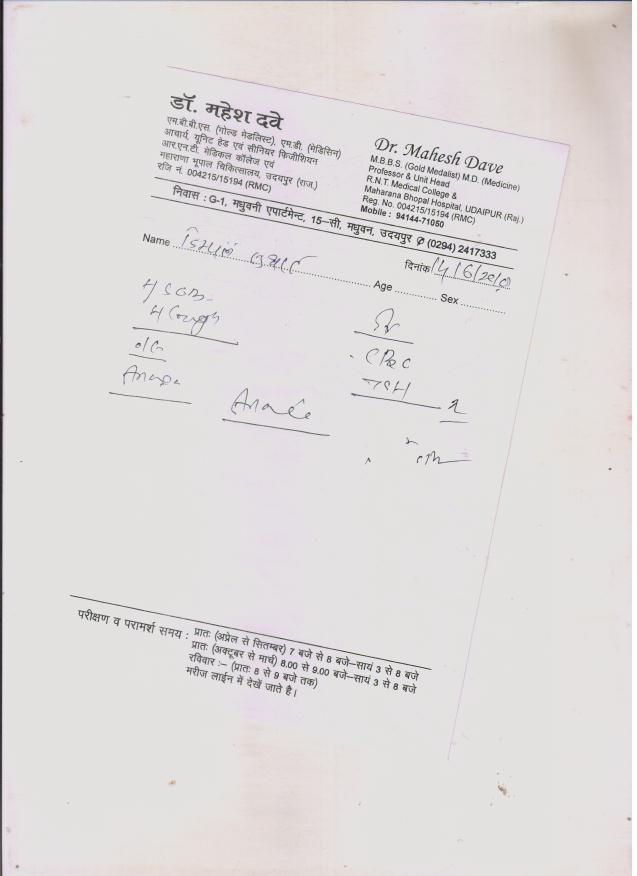 डॉ. महेश दवे
एम.बी.बी.एस. (गोल्ड मेडलिस्ट), एम.डी. (मेडिसिन)
आचार्य, यूनिट हेड एवं सीनियर फिजीशियन
आर.एन.टी. मेडिकल कॉलेज एवं
महाराणा भूपाल चिकित्सालय, उदयपुर (राज.)
रजि नं. 004215/15194 (RMC)
Dr. Mahesh Dave
M.B.B.S. (Gold Medalist) M.D. (Medicine)
Professor & Unit Head
R.N.T. Medical College &
Maharana Bhopal Hospital, UDAIPUR (Raj.)
Reg. No. 004215/15194 (RMC)
Mobile : 94144-71050
निवास : G-1, मधुवनी एपार्टमेन्ट, 15-सी, मधुवन, उदयपुर ✆ (0294) 2417333
Name
दिनांक 14/6/2010
Age ............ Sex ............
H SOB
H Cough
O/E
TSH
परीक्षण व परामर्श समय : प्रातः (अप्रेल से सितम्बर) 7 बजे से 8 बजे–सायं 3 से 8 बजे
प्रातः (अक्टूबर से मार्च) 8.00 से 9.00 बजे–सायं 3 से 8 बजे
रविवार :– (प्रातः 8 से 9 बजे तक)
मरीज लाईन में देखें जाते है।